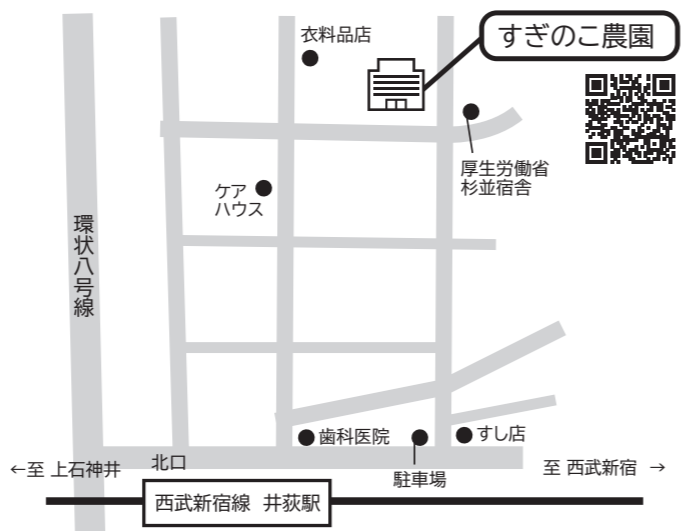 衣料品店
すぎのこ農園
厚生労働省
杉並宿舎
ケア
ハウス
環状八号線
歯科医院
すし店
駐車場
←至 上石神井
北口
至 西武新宿 →
西武新宿線 井荻駅